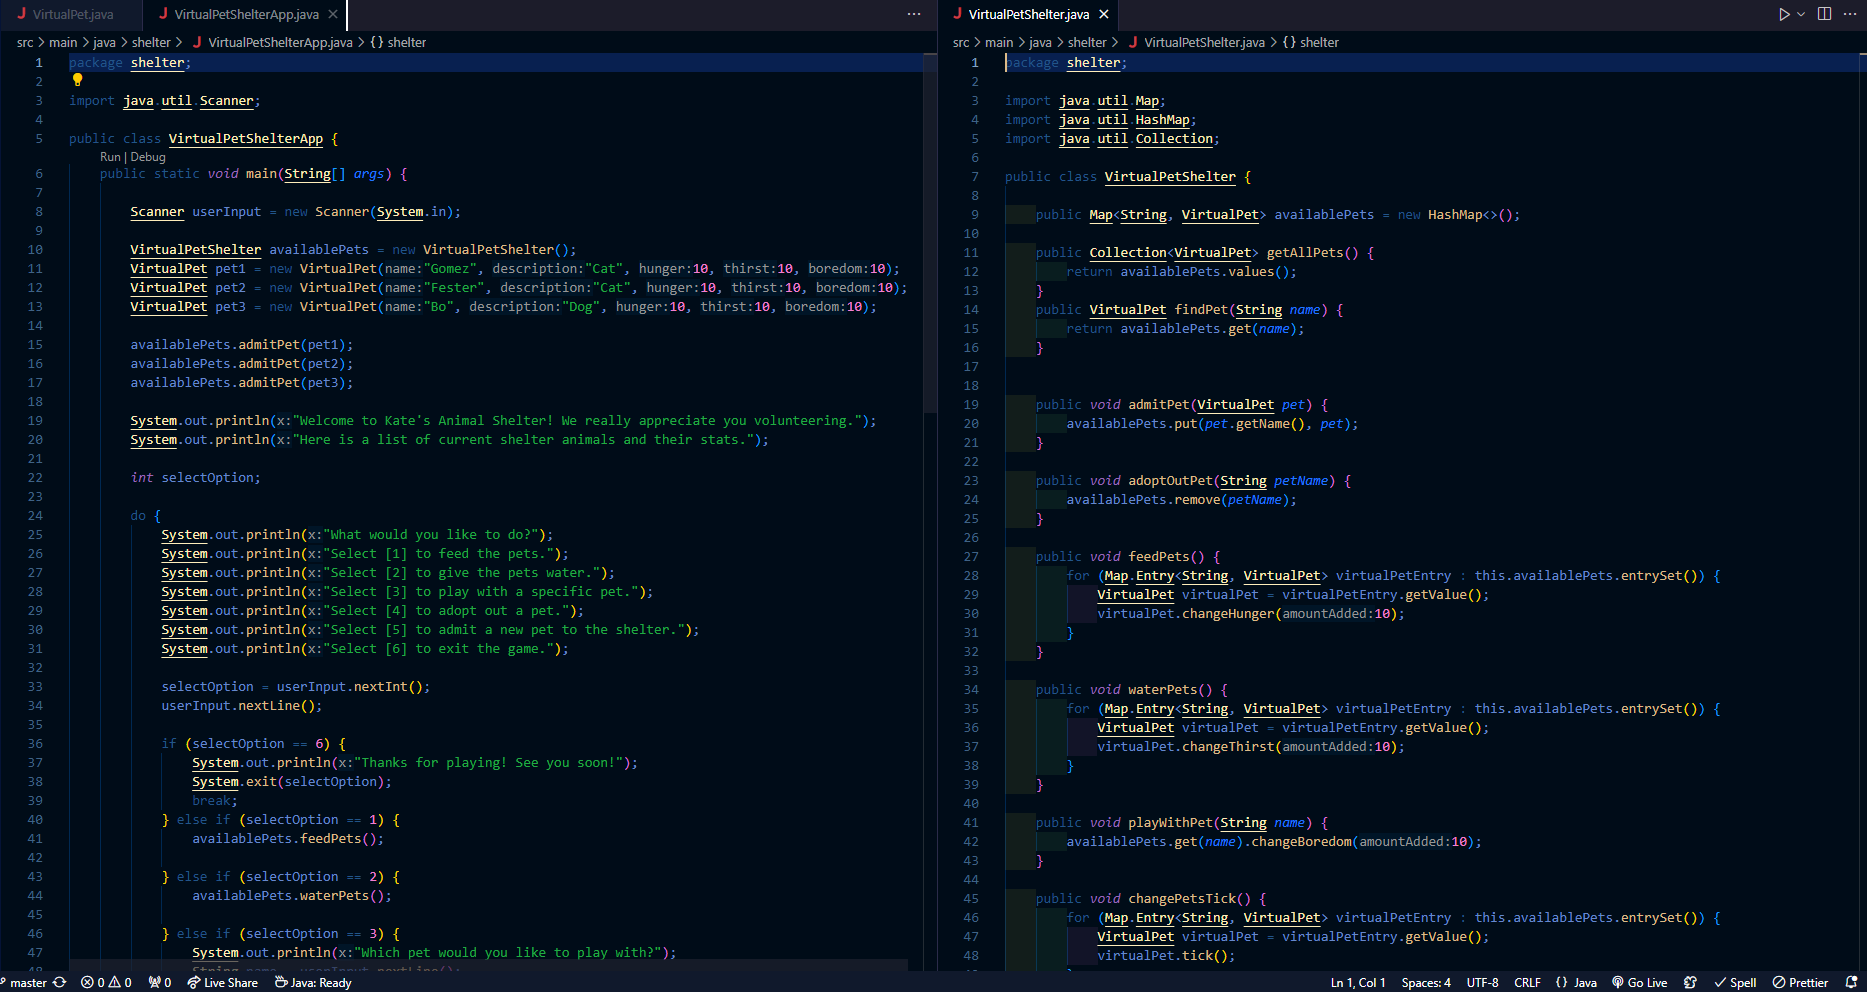 VirtualPet.java
VirtualPetShelterApp.java ×
src > main > java > shelter > J VirtualPetShelterApp.java > {} shelter
1 package shelter;
2
3 import java.util.Scanner;
4
5 public class VirtualPetShelterApp {
Run | Debug
6 public static void main(String[] args) {
7
8 Scanner userInput = new Scanner(System.in);
9
10 VirtualPetShelter availablePets = new VirtualPetShelter();
11 VirtualPet pet1 = new VirtualPet(name:"Gomez", description:"Cat", hunger:10, thirst:10, boredom:10);
12 VirtualPet pet2 = new VirtualPet(name:"Fester", description:"Cat", hunger:10, thirst:10, boredom:10);
13 VirtualPet pet3 = new VirtualPet(name:"Bo", description:"Dog", hunger:10, thirst:10, boredom:10);
14
15 availablePets.admitPet(pet1);
16 availablePets.admitPet(pet2);
17 availablePets.admitPet(pet3);
18
19 System.out.println(x:"Welcome to Kate's Animal Shelter! We really appreciate you volunteering.");
20 System.out.println(x:"Here is a list of current shelter animals and their stats.");
21
22 int selectOption;
23
24 do {
25 System.out.println(x:"What would you like to do?");
26 System.out.println(x:"Select [1] to feed the pets.");
27 System.out.println(x:"Select [2] to give the pets water.");
28 System.out.println(x:"Select [3] to play with a specific pet.");
29 System.out.println(x:"Select [4] to adopt out a pet.");
30 System.out.println(x:"Select [5] to admit a new pet to the shelter.");
31 System.out.println(x:"Select [6] to exit the game.");
32
33 selectOption = userInput.nextInt();
34 userInput.nextLine();
35
36 if (selectOption == 6) {
37 System.out.println(x:"Thanks for playing! See you soon!");
38 System.exit(selectOption);
39 break;
40 } else if (selectOption == 1) {
41 availablePets.feedPets();
42
43 } else if (selectOption == 2) {
44 availablePets.waterPets();
45
46 } else if (selectOption == 3) {
47 System.out.println(x:"Which pet would you like to play with?");
VirtualPetShelter.java ×
src > main > java > shelter > J VirtualPetShelter.java > {} shelter
1 package shelter;
2
3 import java.util.Map;
4 import java.util.HashMap;
5 import java.util.Collection;
6
7 public class VirtualPetShelter {
8
9 public Map<String, VirtualPet> availablePets = new HashMap<>();
10
11 public Collection<VirtualPet> getAllPets() {
12 return availablePets.values();
13 }
14 public VirtualPet findPet(String name) {
15 return availablePets.get(name);
16 }
17
18
19 public void admitPet(VirtualPet pet) {
20 availablePets.put(pet.getName(), pet);
21 }
22
23 public void adoptOutPet(String petName) {
24 availablePets.remove(petName);
25 }
26
27 public void feedPets() {
28 for (Map.Entry<String, VirtualPet> virtualPetEntry : this.availablePets.entrySet()) {
29 VirtualPet virtualPet = virtualPetEntry.getValue();
30 virtualPet.changeHunger(amountAdded:10);
31 }
32 }
33
34 public void waterPets() {
35 for (Map.Entry<String, VirtualPet> virtualPetEntry : this.availablePets.entrySet()) {
36 VirtualPet virtualPet = virtualPetEntry.getValue();
37 virtualPet.changeThirst(amountAdded:10);
38 }
39 }
40
41 public void playWithPet(String name) {
42 availablePets.get(name).changeBoredom(amountAdded:10);
43 }
44
45 public void changePetsTick() {
46 for (Map.Entry<String, VirtualPet> virtualPetEntry : this.availablePets.entrySet()) {
47 VirtualPet virtualPet = virtualPetEntry.getValue();
48 virtualPet.tick();
master 0 0 0 Live Share Java: Ready Ln 1, Col 1 Spaces: 4 UTF-8 CRLF {} Java Go Live Spell Prettier